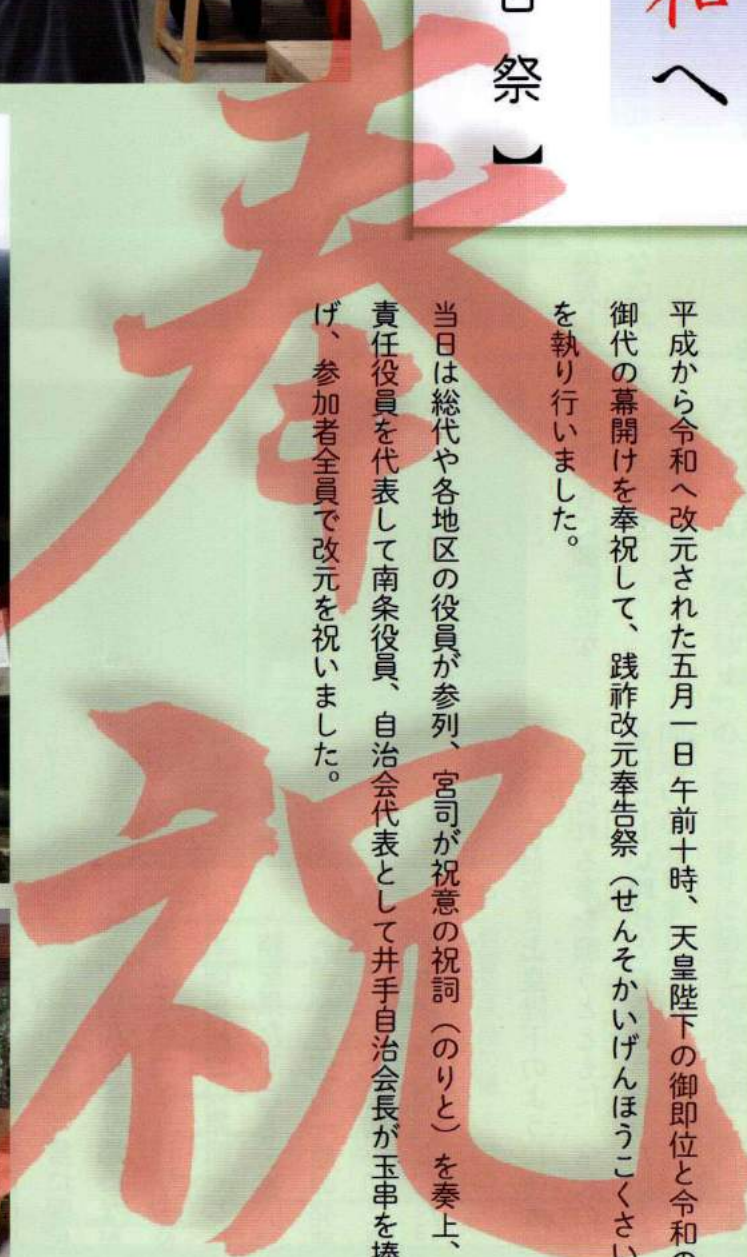 和へ
告祭】
奉祝
平成から令和へ改元された五月一日午前十時、天皇陛下の御即位と令和の
御代の幕開けを奉祝して、践祚改元奉告祭（せんそかいげんほうこくさい
を執り行いました。
当日は総代や各地区の役員が参列、宮司が祝意の祝詞（のりと）を奏上、
責任役員を代表して南条役員、自治会代表として井手自治会長が玉串を捧
げ、参加者全員で改元を祝いました。